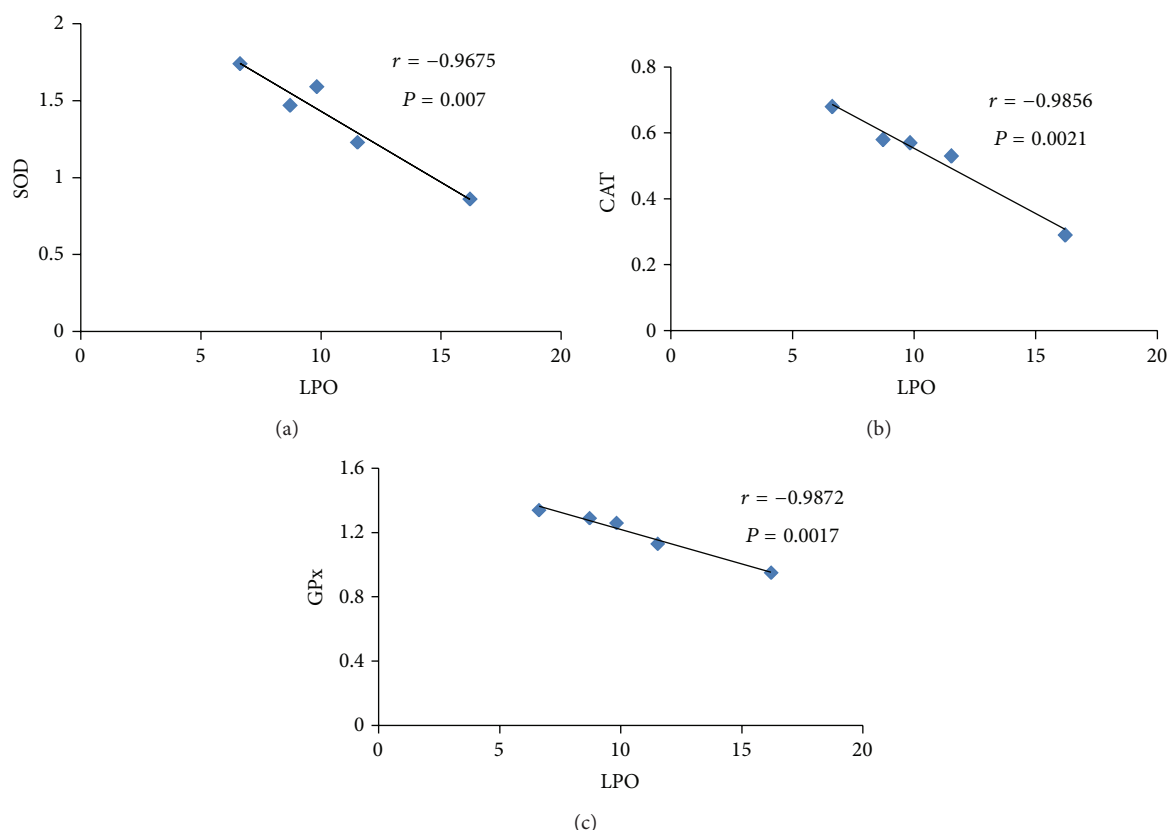 2
1.5
1
0.5
0
SOD
r = −0.9675
P = 0.007
0
5
10
15
20
LPO
(a)
0.8
0.6
0.4
0.2
0
CAT
r = −0.9856
P = 0.0021
0
5
10
15
20
LPO
(b)
1.6
1.2
0.8
0.4
0
GPx
r = −0.9872
P = 0.0017
0
5
10
15
20
LPO
(c)